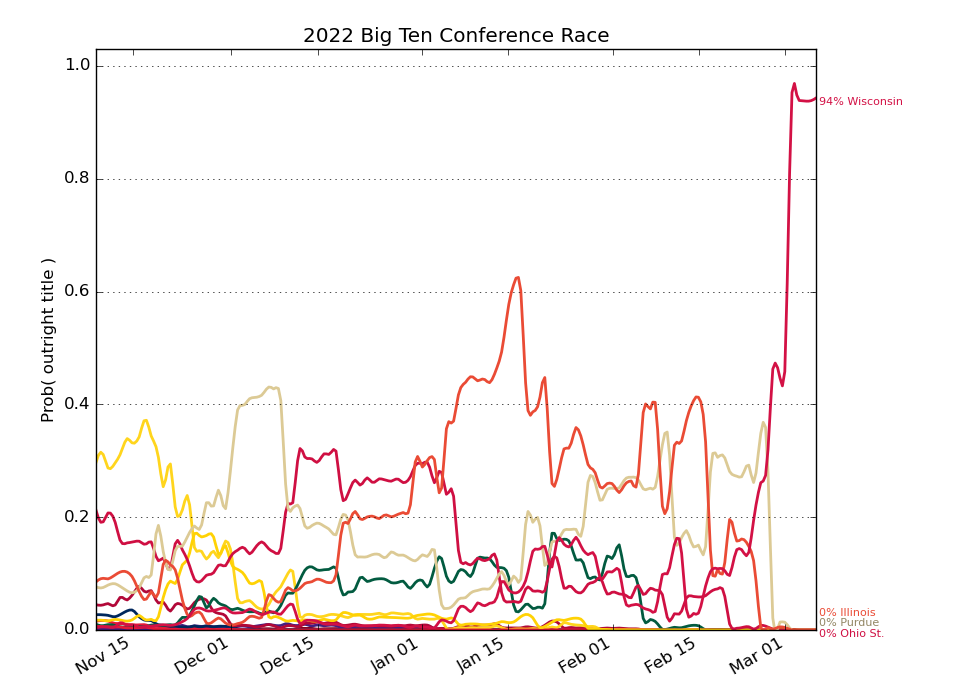 2022 Big Ten Conference Race
Prob( outright title )
1.0
0.8
0.6
0.4
0.2
0.0
94% Wisconsin
0% Illinois
0% Purdue
0% Ohio St.
Nov 15
Dec 01
Dec 15
Jan 01
Jan 15
Feb 01
Feb 15
Mar 01